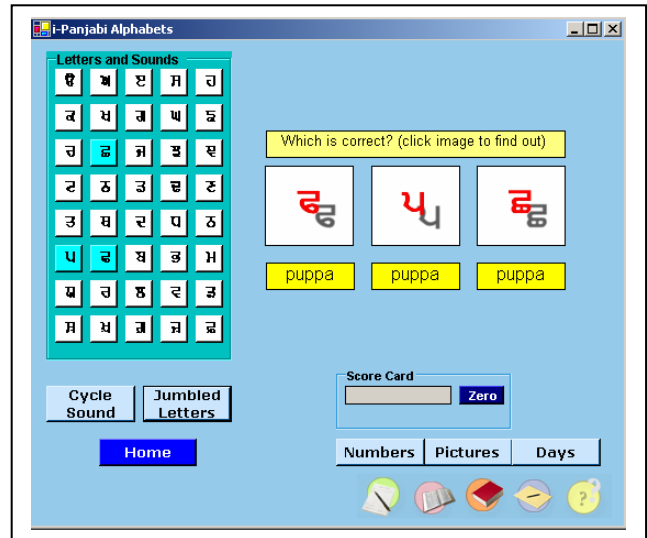 i-Panjabi Alphabets
Letters and Sounds
ੳ ਅ ੲ ਸ ਹ
ਕ ਖ ਗ ਘ ਙ
ਚ ਛ ਜ ਝ ਞ
ਟ ਠ ਡ ਢ ਣ
ਤ ਥ ਦ ਧ ਨ
ਪ ਫ ਬ ਭ ਮ
ਯ ਰ ਲ ਵ ੜ
ਸ਼ ਖ਼ ਗ਼ ਜ਼ ਫ਼
Which is correct? (click image to find out)
ਫ ਪ ਛ
puppa puppa puppa
Score Card
Zero
Cycle Sound
Jumbled Letters
Home
Numbers Pictures Days
?